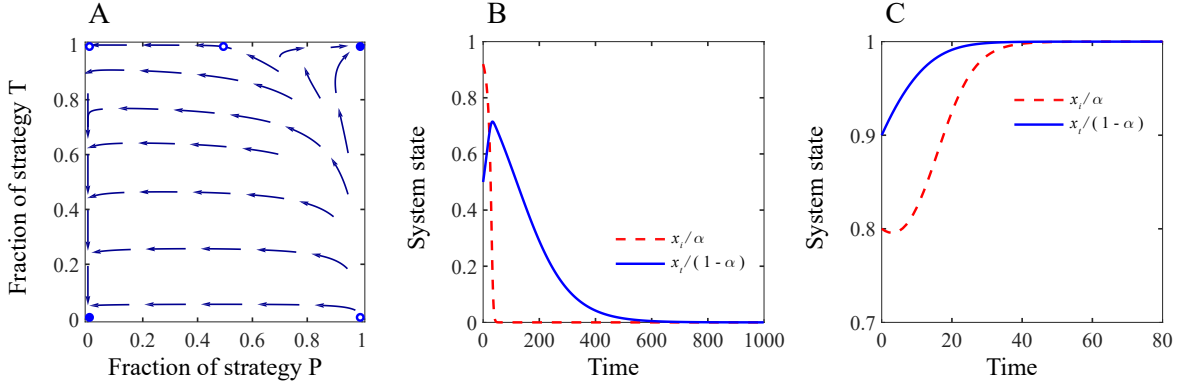 A
Fraction of strategy T
1
0.8
0.6
0.4
0.2
0
0 0.2 0.4 0.6 0.8 1
Fraction of strategy P
B
System state
1
0.8
0.6
0.4
0.2
0
x_i/α
x_t/(1-α)
0 200 400 600 800 1000
Time
C
System state
1
0.9
0.8
0.7
x_i/α
x_t/(1-α)
0 20 40 60 80
Time